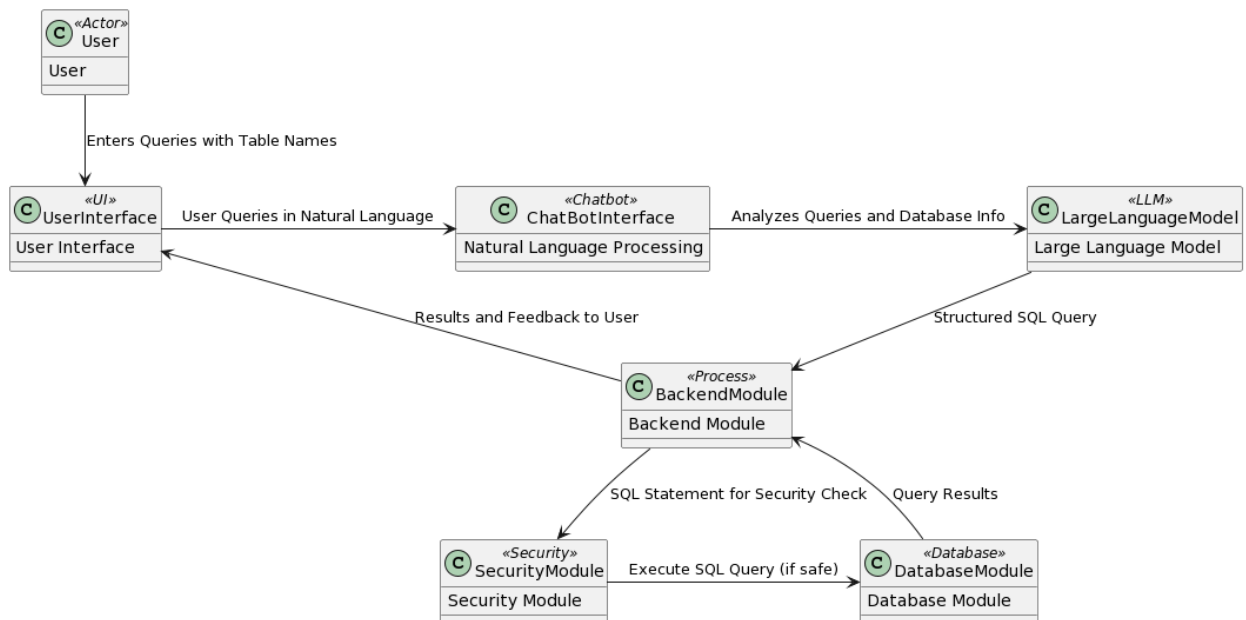 C
«Actor»
User
User
Enters Queries with Table Names
C
«UI»
UserInterface
User Interface
User Queries in Natural Language
C
«Chatbot»
ChatBotInterface
Natural Language Processing
Analyzes Queries and Database Info
C
«LLM»
LargeLanguageModel
Large Language Model
Results and Feedback to User
Structured SQL Query
C
«Process»
BackendModule
Backend Module
SQL Statement for Security Check
Query Results
C
«Security»
SecurityModule
Security Module
Execute SQL Query (if safe)
C
«Database»
DatabaseModule
Database Module